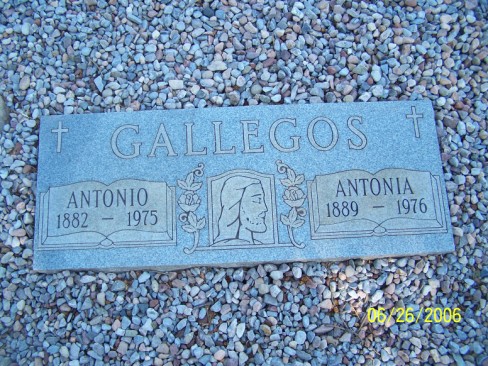 GALLEGOS
ANTONIO
1882 — 1975
ANTONIA
1889 — 1976
06/26/2006